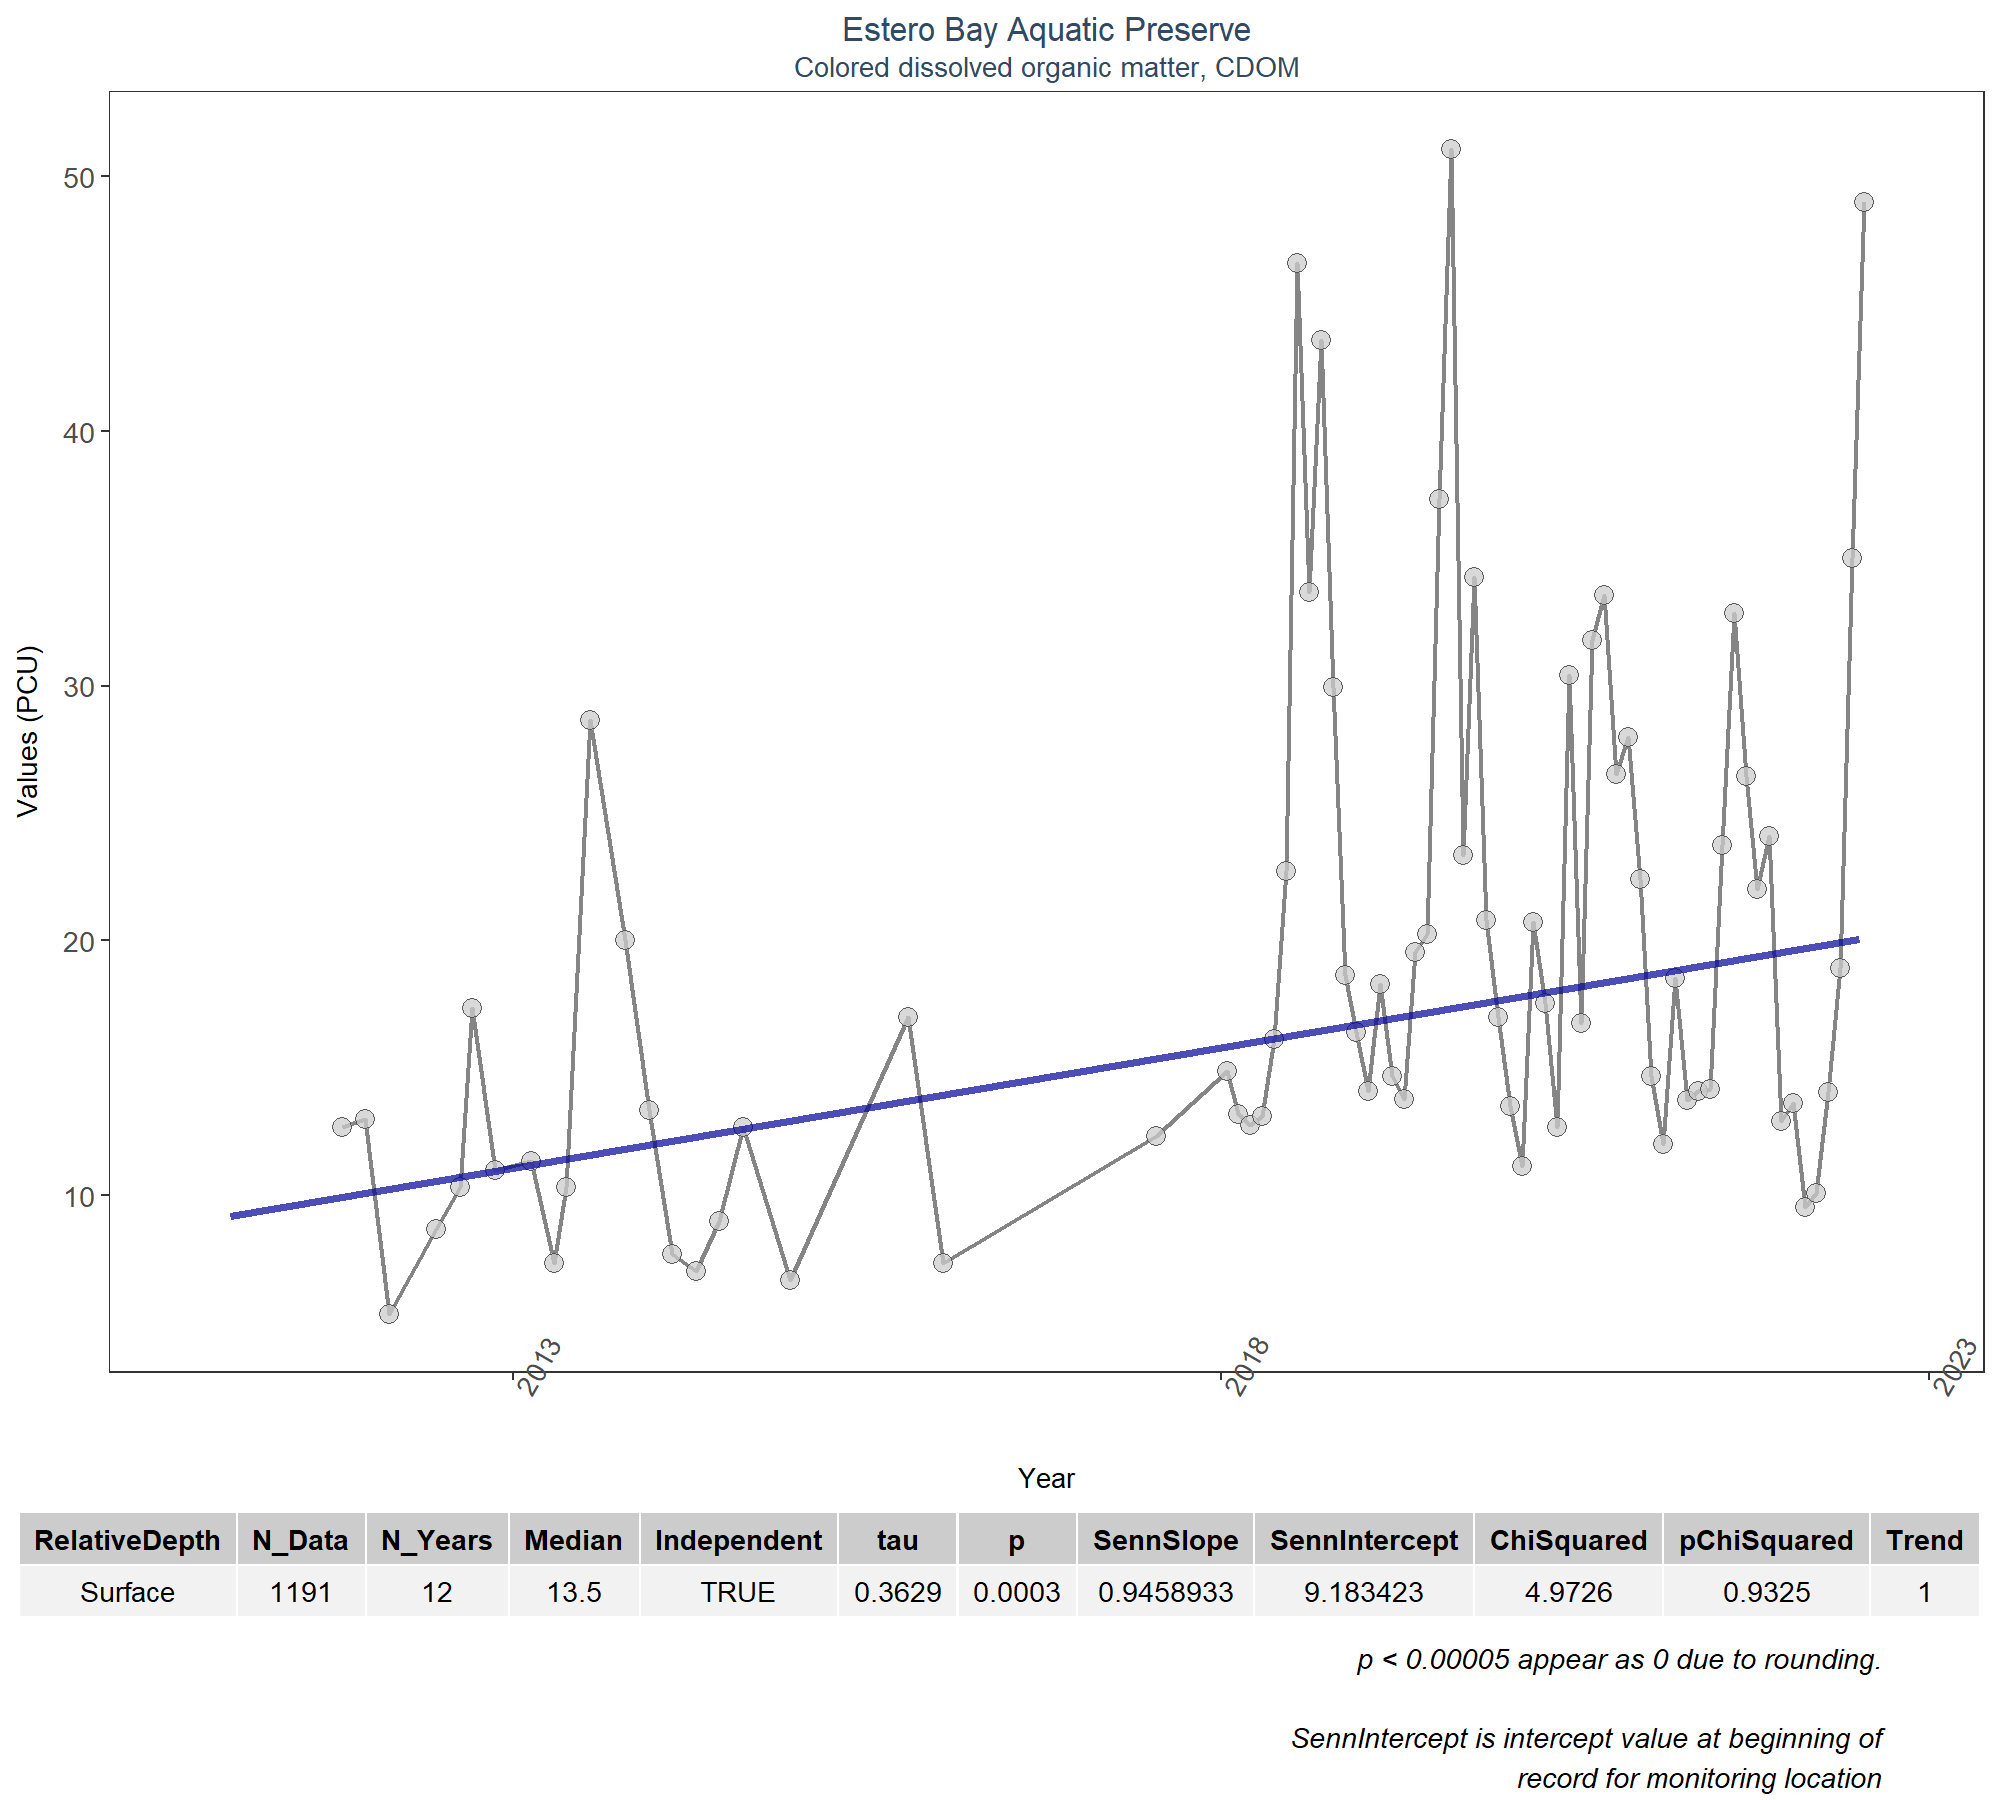 Estero Bay Aquatic Preserve
Colored dissolved organic matter, CDOM
50
40
30
20
10
Values (PCU)
2013
2018
2023
Year
RelativeDepth N_Data N_Years Median Independent tau p SennSlope SennIntercept ChiSquared pChiSquared Trend
Surface 1191 12 13.5 TRUE 0.3629 0.0003 0.9458933 9.183423 4.9726 0.9325 1
p < 0.00005 appear as 0 due to rounding.
SennIntercept is intercept value at beginning of
record for monitoring location